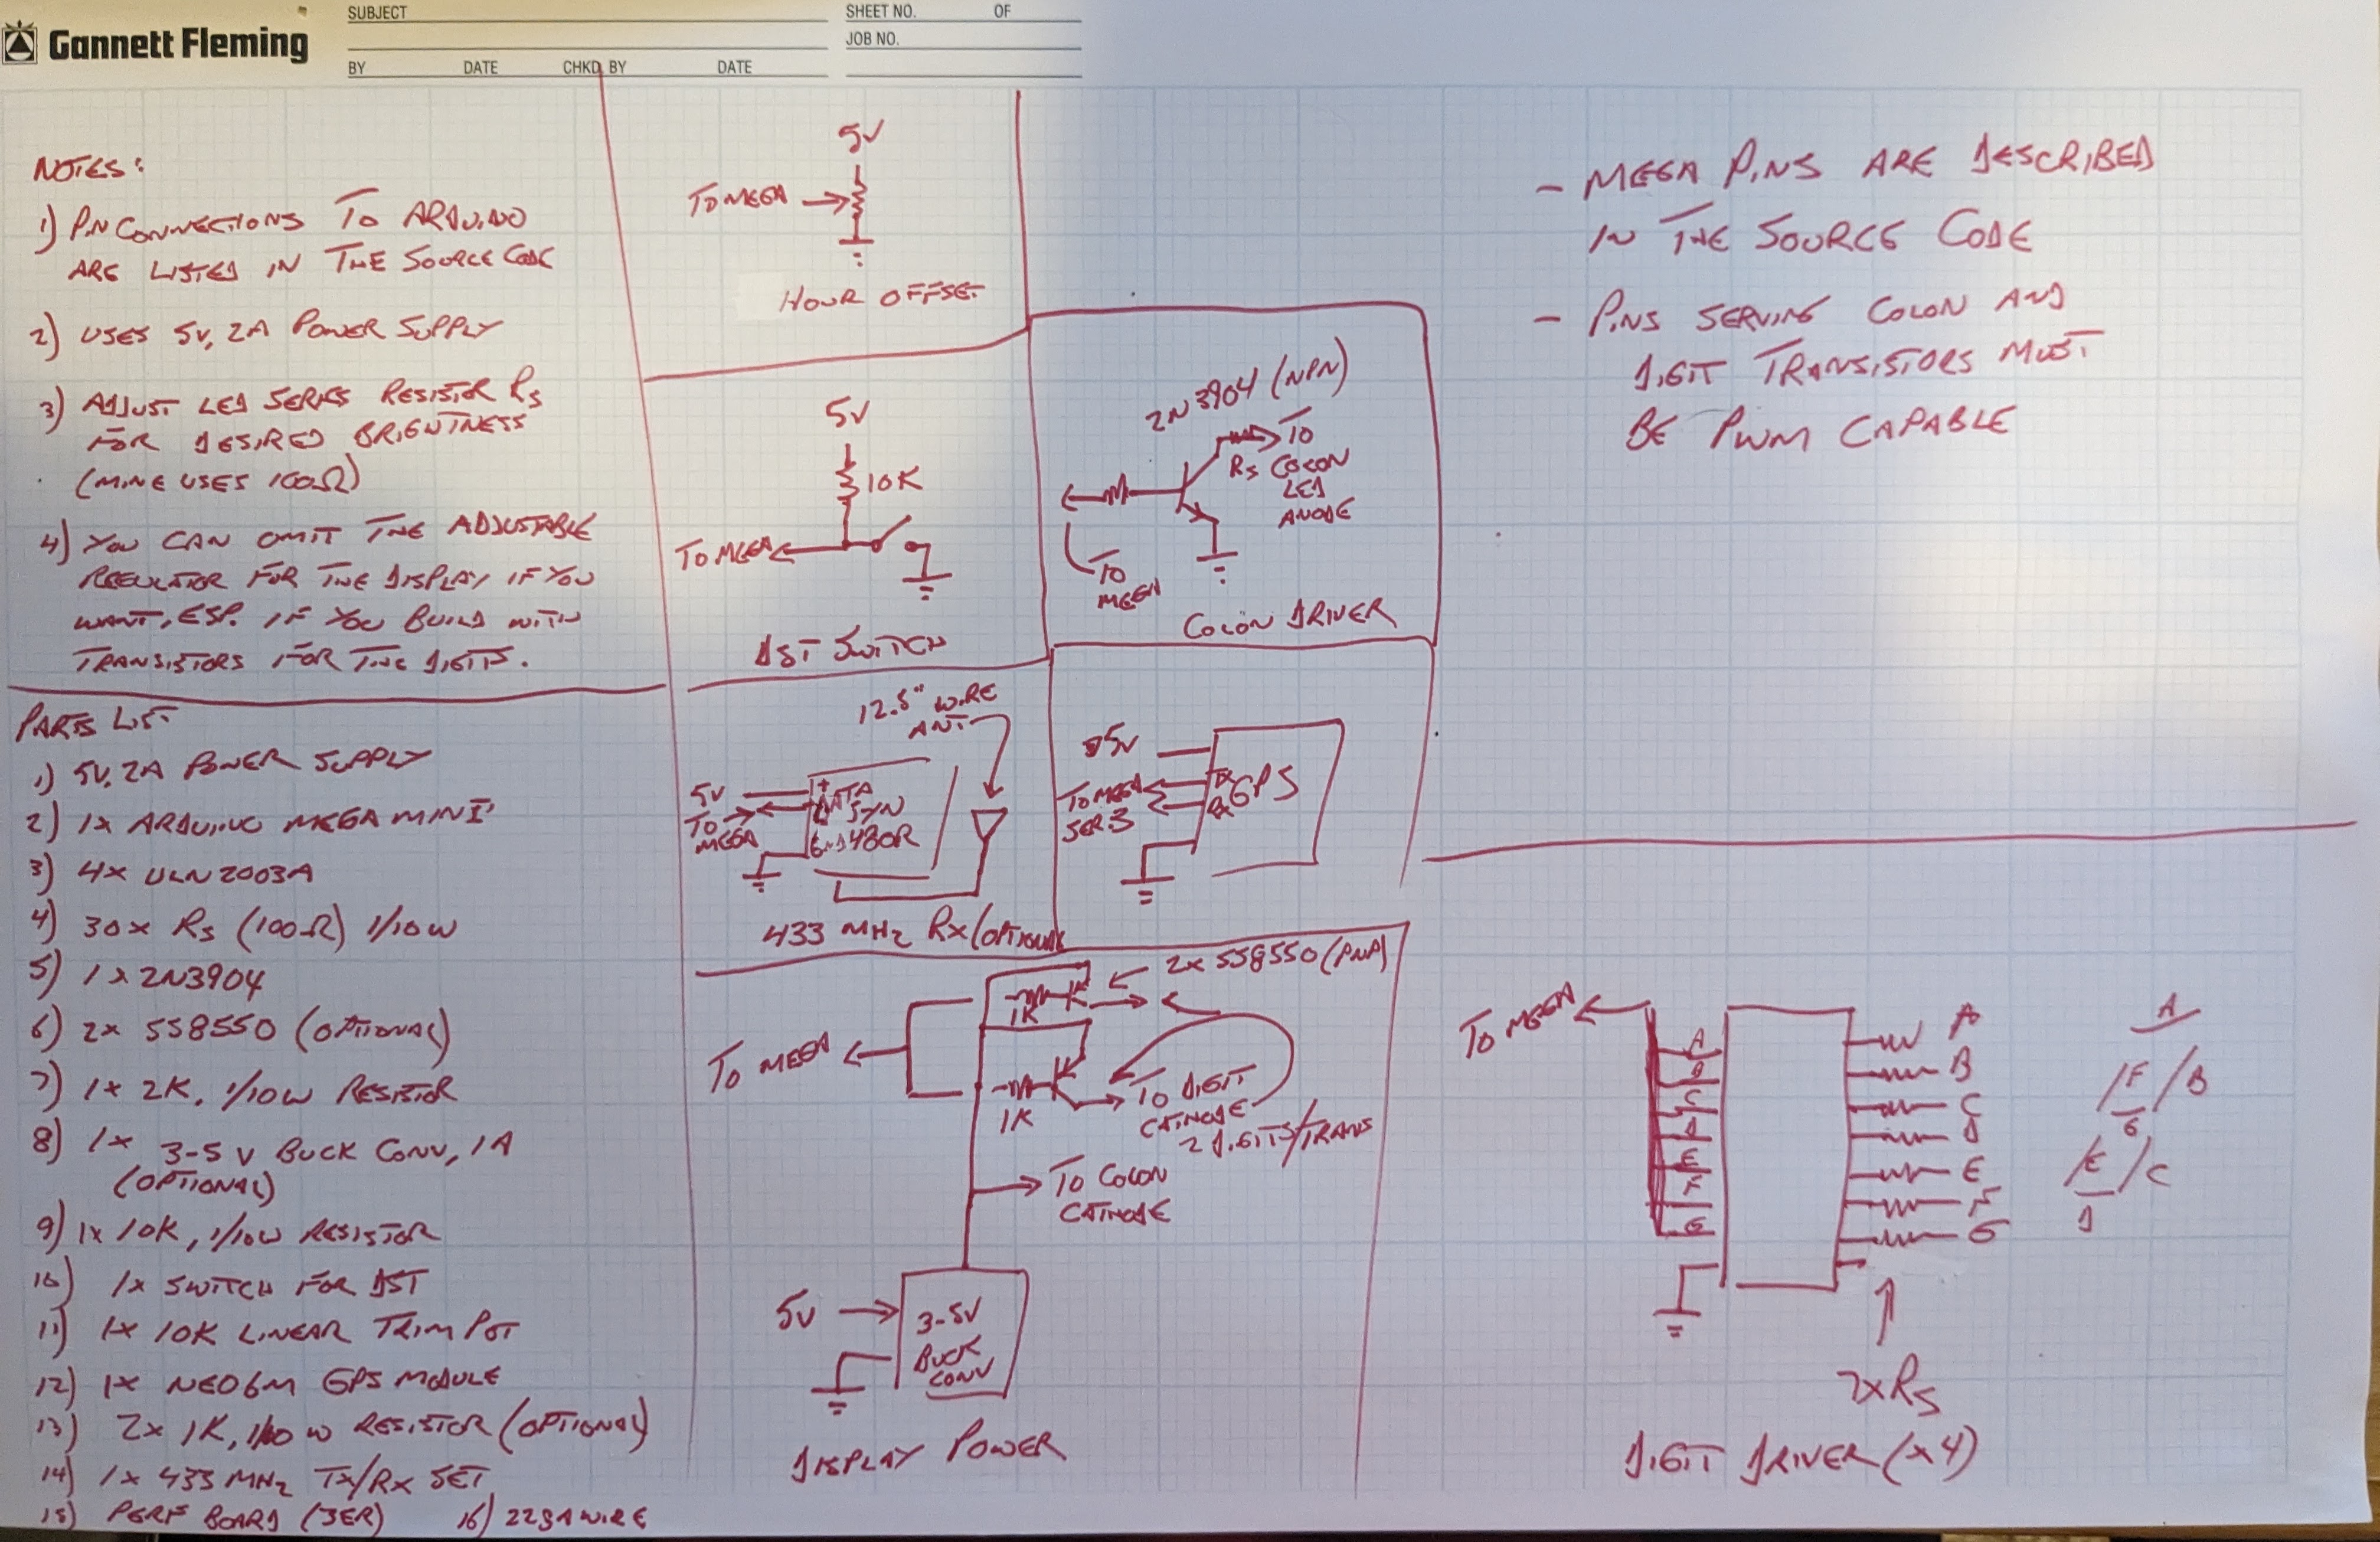 Gannett Fleming
SUBJECT
SHEET NO. OF
JOB NO.
BY DATE CHKD. BY DATE
NOTES:
1) PIN CONNECTIONS TO ARDUINO
ARE LISTED IN THE SOURCE CODE
2) USES 5V, 2A POWER SUPPLY
3) ADJUST LED SERIES RESISTOR RS
FOR DESIRED BRIGHTNESS
(MINE USES 100Ω)
4) YOU CAN OMIT THE ADJUSTABLE
REGULATOR FOR THE DISPLAY IF YOU
WANT, ESP. IF YOU BUILD WITH
TRANSISTORS FOR THE DIGITS.
PARTS LIST
1) 5V, 2A POWER SUPPLY
2) 1X ARDUINO MEGA MINI
3) 4X ULN2003A
4) 30X RS (100Ω) 1/10W
5) 1X 2N3904
6) 2X SS8550 (OPTIONAL)
7) 1X 2K, 1/10W RESISTOR
8) 1X 3-5V BUCK CONV, 1A
(OPTIONAL)
9) 1X 10K, 1/10W RESISTOR
10) 1X SWITCH FOR DST
11) 1X 10K LINEAR TRIM POT
12) 1X NEO6M GPS MODULE
13) 2X 1K, 1/10 W RESISTOR (OPTIONAL)
14) 1X 433 MHZ TX/RX SET
15) PERF BOARD (3ER) 16) 22GA WIRE
5V
TO MEGA
HOUR OFFSET
5V
10K
TO MEGA
DST SWITCH
2N3904 (NPN)
TO
RS COLON
LED
ANODE
TO
MEGA
COLON DRIVER
12.5" WIRE
ANT
5V
TO
MEGA
+
DATA
SYN
GND 480R
433 MHZ RX (OPTIONAL
5V
TO MEGA
SER. 3
TX
RX
GPS
2X SS8550 (PNP)
1K
TO MEGA
1K
TO DIGIT
CATHODE
2 DIGITS/TRANS
TO COLON
CATHODE
5V
3-5V
BUCK
CONV
DISPLAY POWER
- MEGA PINS ARE DESCRIBED
IN THE SOURCE CODE
- PINS SERVING COLON AND
DIGIT TRANSISTORS MUST
BE PWM CAPABLE
TO MEGA
A
B
C
D
E
F
G
A
B
C
D
E
F
G
A
F B
G
E C
D
7X RS
DIGIT DRIVER (X4)